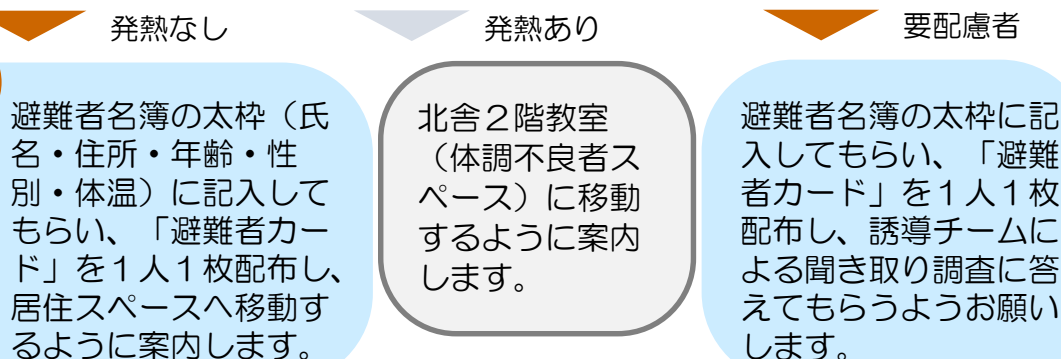 発熱なし
避難者名簿の太枠（氏
名・住所・年齢・性
別・体温）に記入して
もらい、「避難者カー
ド」を１人１枚配布し、
居住スペースへ移動す
るように案内します。
発熱あり
北舎２階教室
（体調不良者ス
ペース）に移動
するように案内
します。
要配慮者
避難者名簿の太枠に記
入してもらい、「避難
者カード」を１人１枚
配布し、誘導チームに
よる聞き取り調査に答
えてもらうようお願い
します。